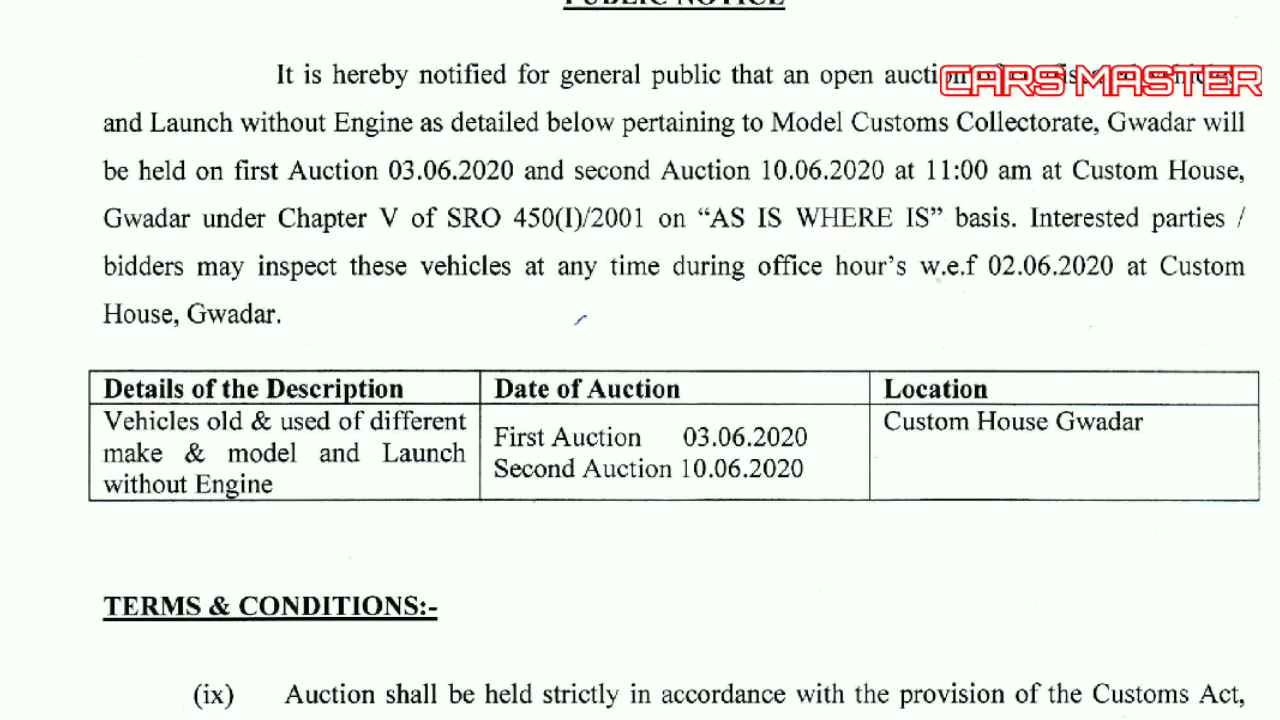 PUBLIC NOTICE
It is hereby notified for general public that an open auction of
CARS MASTER
and Launch without Engine as detailed below pertaining to Model Customs Collectorate, Gwadar will
be held on first Auction 03.06.2020 and second Auction 10.06.2020 at 11:00 am at Custom House,
Gwadar under Chapter V of SRO 450(I)/2001 on “AS IS WHERE IS” basis. Interested parties /
bidders may inspect these vehicles at any time during office hour’s w.e.f 02.06.2020 at Custom
House, Gwadar.
Details of the Description Date of Auction Location
Vehicles old & used of different
make & model and Launch
without Engine
First Auction 03.06.2020
Second Auction 10.06.2020
Custom House Gwadar
TERMS & CONDITIONS:-
(ix) Auction shall be held strictly in accordance with the provision of the Customs Act,